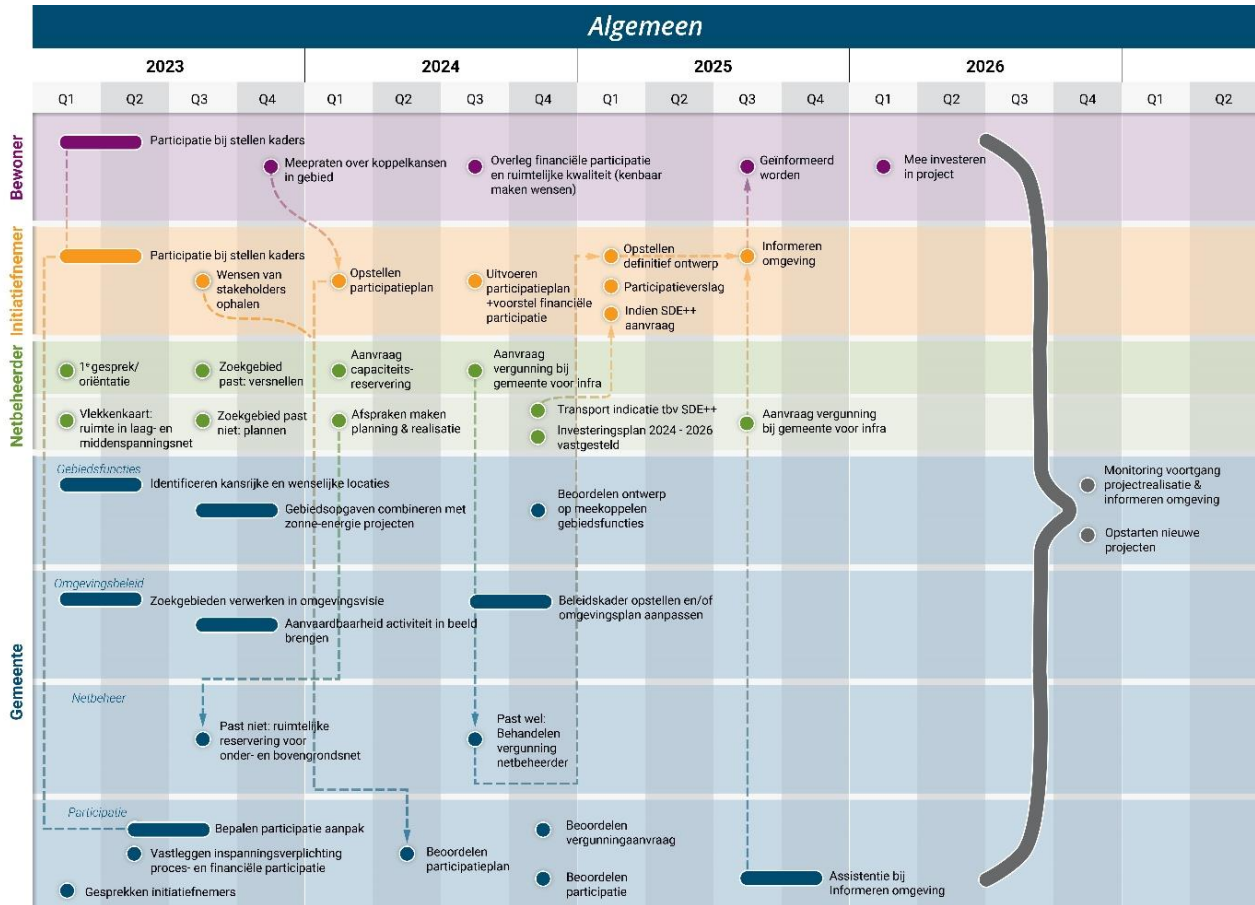 Algemeen
2023
2024
2025
2026
Q1
Q2
Q3
Q4
Q1
Q2
Q3
Q4
Q1
Q2
Q3
Q4
Q1
Q2
Q3
Q4
Q1
Q2
Bewoner
Participatie bij stellen kaders
Meepraten over koppelkansen
in gebied
Overleg financiële participatie
en ruimtelijke kwaliteit (kenbaar
maken wensen)
Geïnformeerd
worden
Mee investeren
in project
Initiatiefnemer
Participatie bij stellen kaders
Wensen van
stakeholders
ophalen
Opstellen
participatieplan
Uitvoeren
participatieplan
+voorstel financiële
participatie
Opstellen
definitief ontwerp
Participatieverslag
Indien SDE++
aanvraag
Informeren
omgeving
Netbeheerder
1e gesprek/
oriëntatie
Zoekgebied
past: versnellen
Aanvraag
capaciteits-
reservering
Aanvraag
vergunning bij
gemeente voor infra
Vlekkenkaart:
ruimte in laag- en
middenspanningsnet
Zoekgebied past
niet: plannen
Afspraken maken
planning & realisatie
Transport indicatie tbv SDE++
Investeringsplan 2024 - 2026
vastgesteld
Aanvraag vergunning
bij gemeente voor infra
Gemeente
Gebiedsfuncties
Identificeren kansrijke en wenselijke locaties
Gebiedsopgaven combineren met
zonne-energie projecten
Beoordelen ontwerp
op meekoppelen
gebiedsfuncties
Monitoring voortgang
projectrealisatie &
informeren omgeving
Opstarten nieuwe
projecten
Omgevingsbeleid
Zoekgebieden verwerken in omgevingsvisie
Aanvaardbaarheid activiteit in beeld
brengen
Beleidskader opstellen en/of
omgevingsplan aanpassen
Netbeheer
Past niet: ruimtelijke
reservering voor
onder- en bovengrondsnet
Past wel:
Behandelen
vergunning
netbeheerder
Participatie
Bepalen participatie aanpak
Vastleggen inspanningsverplichting
proces- en financiële participatie
Gesprekken initiatiefnemers
Beoordelen
participatieplan
Beoordelen
vergunningaanvraag
Beoordelen
participatie
Assistentie bij
Informeren omgeving